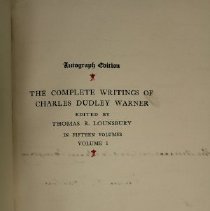 Autograph Edition
THE COMPLETE WRITINGS OF
CHARLES DUDLEY WARNER
EDITED BY
THOMAS R. LOUNSBURY
IN FIFTEEN VOLUMES
VOLUME I